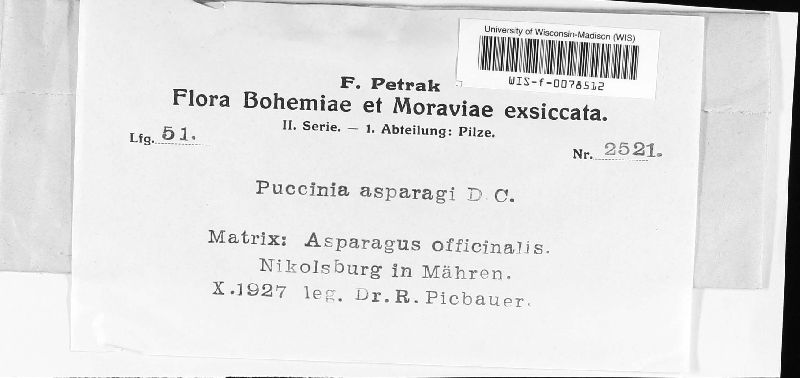 University of Wisconsin-Madison (WIS)
WIS-f-0078512
F. Petrak
Flora Bohemiae et Moraviae exsiccata.
II. Serie. — 1. Abteilung: Pilze.
Lfg. 51.
Nr. 2521.
Puccinia asparagi D C.
Matrix: Asparagus officinalis.
Nikolsburg in Mähren.
X.1927 leg. Dr. R. Picbauer.